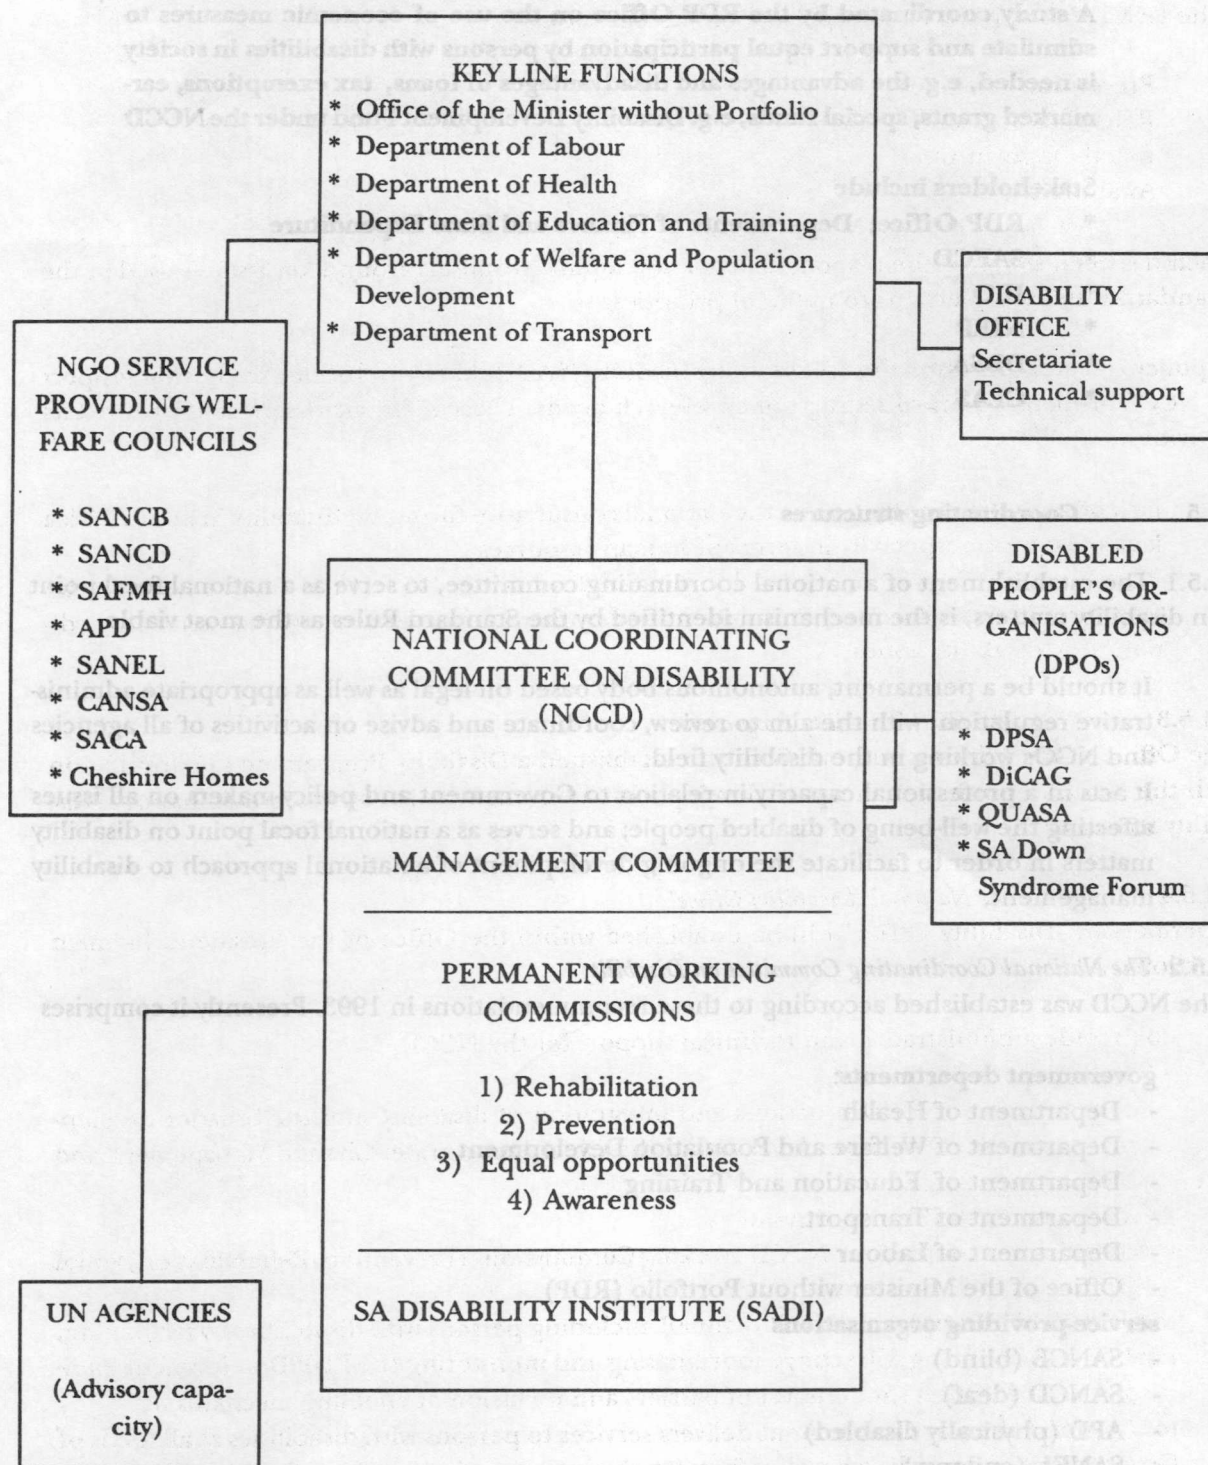 KEY LINE FUNCTIONS
* Office of the Minister without Portfolio
* Department of Labour
* Department of Health
* Department of Education and Training
* Department of Welfare and Population
Development
* Department of Transport
DISABILITY
OFFICE
Secretariate
Technical support
NGO SERVICE
PROVIDING WEL-
FARE COUNCILS
* SANCB
* SANCD
* SAFMH
* APD
* SANEL
* CANSA
* SACA
* Cheshire Homes
NATIONAL COORDINATING
COMMITTEE ON DISABILITY
(NCCD)
MANAGEMENT COMMITTEE
PERMANENT WORKING
COMMISSIONS
1) Rehabilitation
2) Prevention
3) Equal opportunities
4) Awareness
SA DISABILITY INSTITUTE (SADI)
DISABLED
PEOPLE'S OR-
GANISATIONS
(DPOs)
* DPSA
* DiCAG
* QUASA
* SA Down
Syndrome Forum
UN AGENCIES
(Advisory capa-
city)